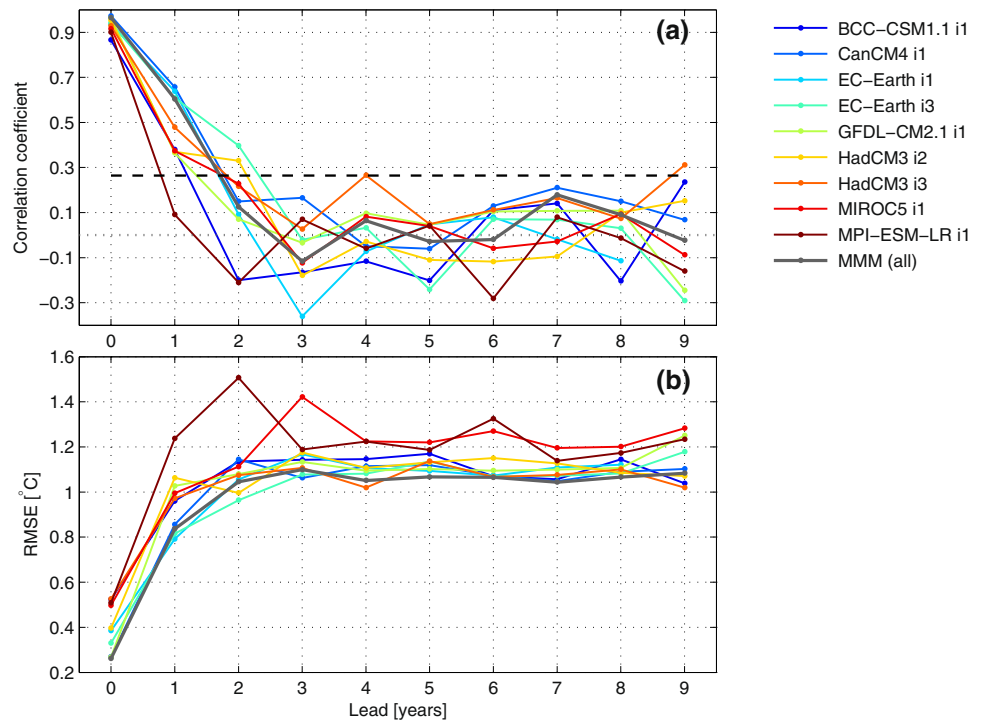 (a)
Correlation coefficient
0.9
0.7
0.5
0.3
0.1
−0.1
−0.3
0 1 2 3 4 5 6 7 8 9
BCC−CSM1.1 i1
CanCM4 i1
EC−Earth i1
EC−Earth i3
GFDL−CM2.1 i1
HadCM3 i2
HadCM3 i3
MIROC5 i1
MPI−ESM−LR i1
MMM (all)
(b)
RMSE [°C]
1.6
1.4
1.2
1
0.8
0.6
0.4
0.2
0 1 2 3 4 5 6 7 8 9
Lead [years]